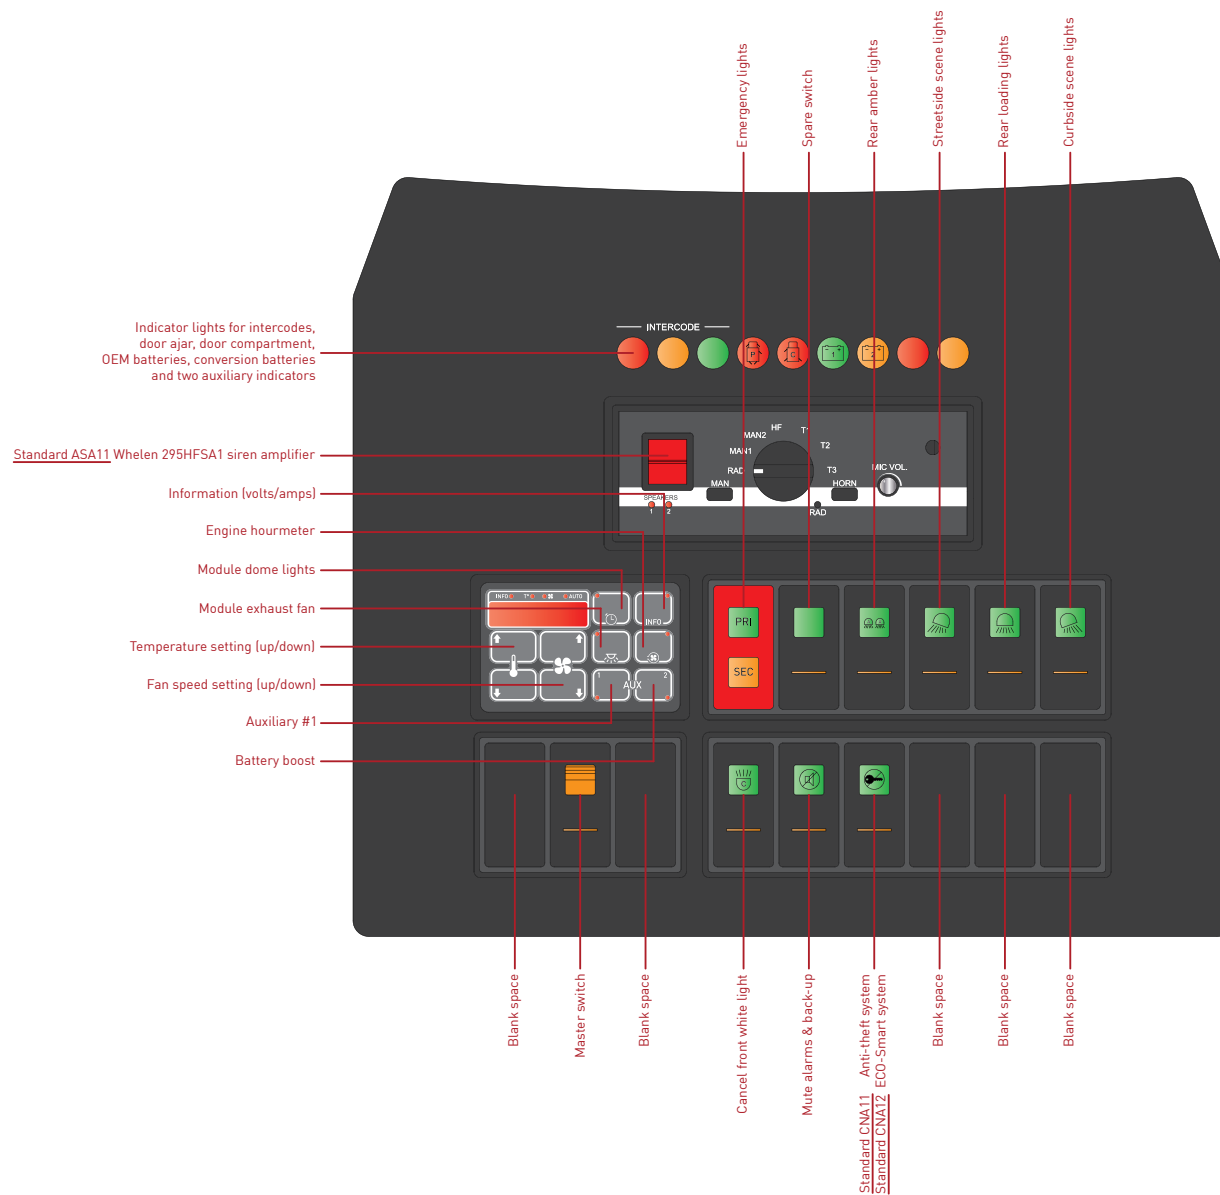 Emergency lights
Spare switch
Rear amber lights
Streetside scene lights
Rear loading lights
Curbside scene lights
Indicator lights for intercodes,
door ajar, door compartment,
OEM batteries, conversion batteries
and two auxiliary indicators
INTERCODE
P
C
1
2
Standard ASA11 Whelen 295HFSA1 siren amplifier
Information (volts/amps)
Engine hourmeter
Module dome lights
Module exhaust fan
Temperature setting (up/down)
Fan speed setting (up/down)
Auxiliary #1
Battery boost
HF
T1
MAN2
T2
MAN1
RAD
T3
MIC VOL.
MAN
HORN
SPEAKERS
1 2
RAD
INFO T° AUTO
INFO
1 AUX 2
PRI
SEC
C
Blank space
Master switch
Blank space
Cancel front white light
Mute alarms & back-up
Standard CNA11 Anti-theft system
Standard CNA12 ECO-Smart system
Blank space
Blank space
Blank space